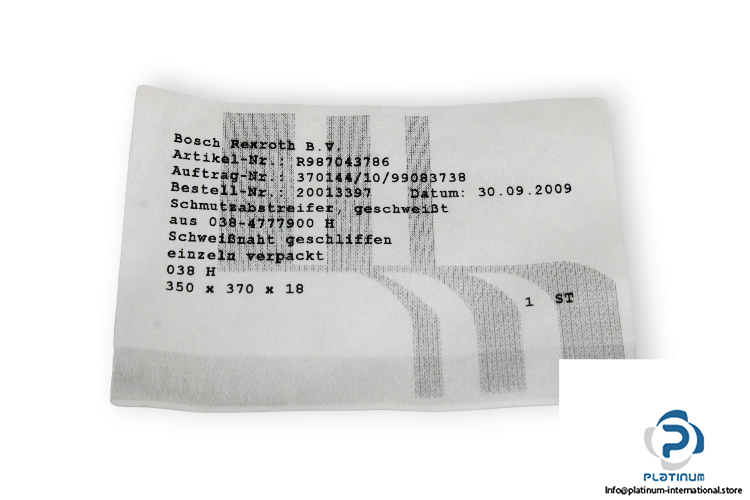 Bosch Rexroth B.V.
Artikel-Nr.: R987043786
Auftrag-Nr.: 370144/10/99083738
Bestell-Nr.: 20013397 Datum: 30.09.2009
Schmutzabstreifer, geschweißt
aus 038-4777900 H
Schweißnaht geschliffen
einzeln verpackt
038 H
350 x 370 x 18
1 ST
PLATINUM
Info@platinum-international.store